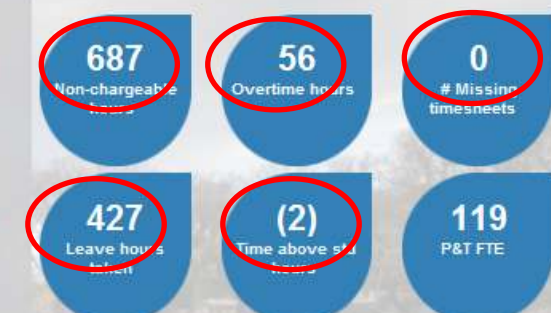 687
Non-chargeable
hours
56
Overtime hours
0
# Missing
timesheets
427
Leave hours
taken
(2)
Time above std
hours
119
P&T FTE